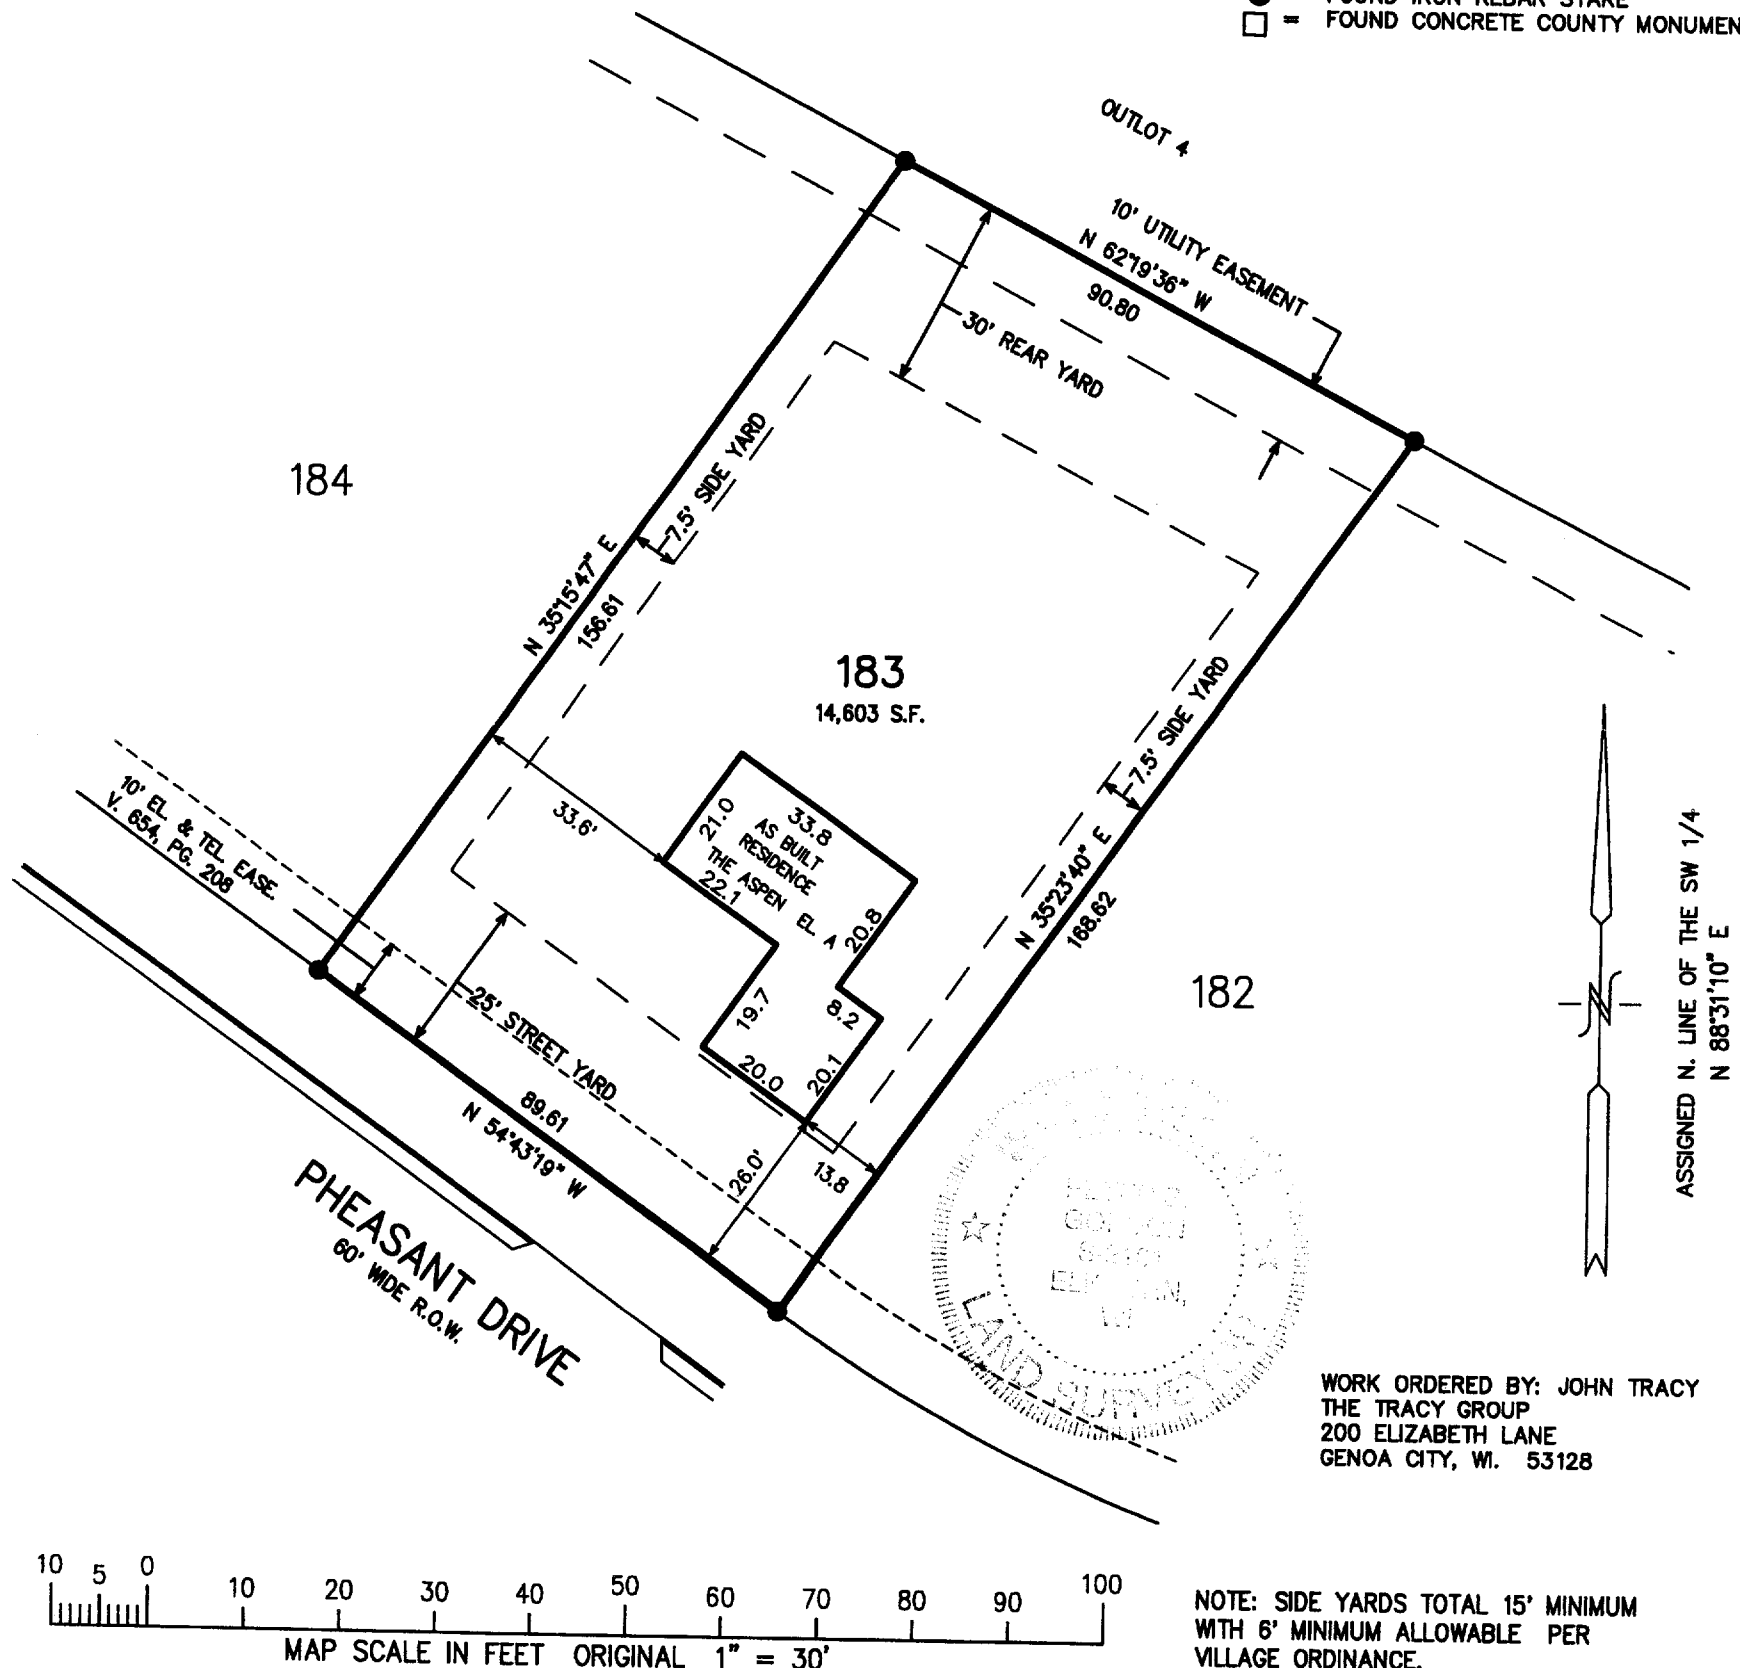 = FOUND IRON REBAR STAKE
= FOUND CONCRETE COUNTY MONUMEN
OUTLOT 4
10' UTILITY EASEMENT
N 62°19'36" W
90.80
30' REAR YARD
184
7.5' SIDE YARD
N 35°15'47" E
156.61
183
14,603 S.F.
7.5' SIDE YARD
N 35°23'40" E
168.62
182
10' EL. & TEL. EASE.
V. 654, PG. 208
33.6'
21.0
33.8
AS BUILT
RESIDENCE
THE ASPEN EL. A
22.1
20.8
19.7
8.2
20.0
20.1
25' STREET YARD
89.61
N 54°43'19" W
26.0'
13.8
PHEASANT DRIVE
60' WIDE R.O.W.
N
ASSIGNED N. LINE OF THE SW 1/4
N 88°31'10" E
LAND SURVEYOR
WORK ORDERED BY: JOHN TRACY
THE TRACY GROUP
200 ELIZABETH LANE
GENOA CITY, WI. 53128
10 5 0 10 20 30 40 50 60 70 80 90 100
MAP SCALE IN FEET ORIGINAL 1" = 30'
NOTE: SIDE YARDS TOTAL 15' MINIMUM
WITH 6' MINIMUM ALLOWABLE PER
VILLAGE ORDINANCE.